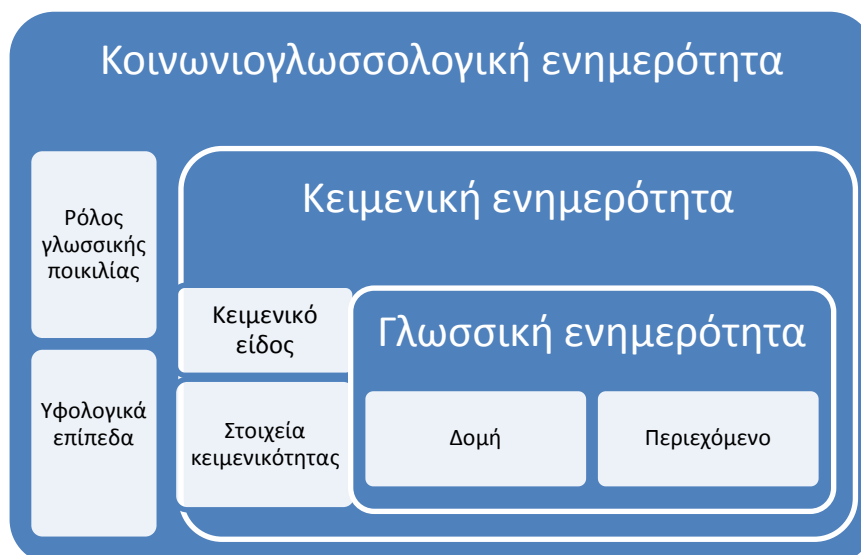 Κοινωνιογλωσσολογική ενημερότητα
Ρόλος
γλωσσικής
ποικιλίας
Υφολογικά
επίπεδα
Κειμενική ενημερότητα
Κειμενικό
είδος
Στοιχεία
κειμενικότητας
Γλωσσική ενημερότητα
Δομή
Περιεχόμενο